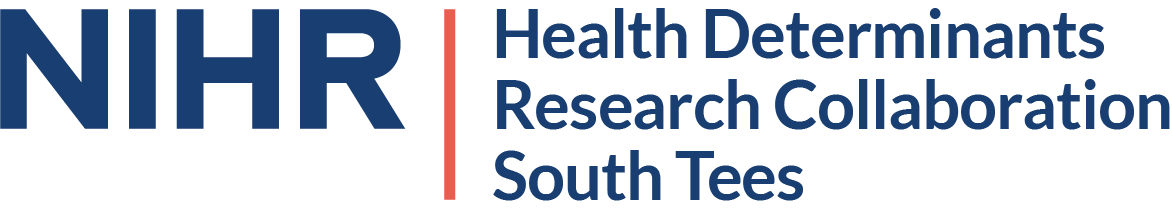 NIHR
Health Determinants
Research Collaboration
South Tees